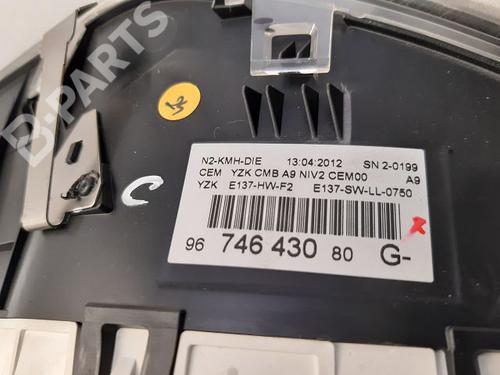 B-PARTS
N2-KMH-DIE 13:04:2012 SN 2-0199
CEM YZK CMB A9 NIV2 CEM00 A9
YZK E137-HW-F2 E137-SW-LL-0750
96 746 430 80 G-
C